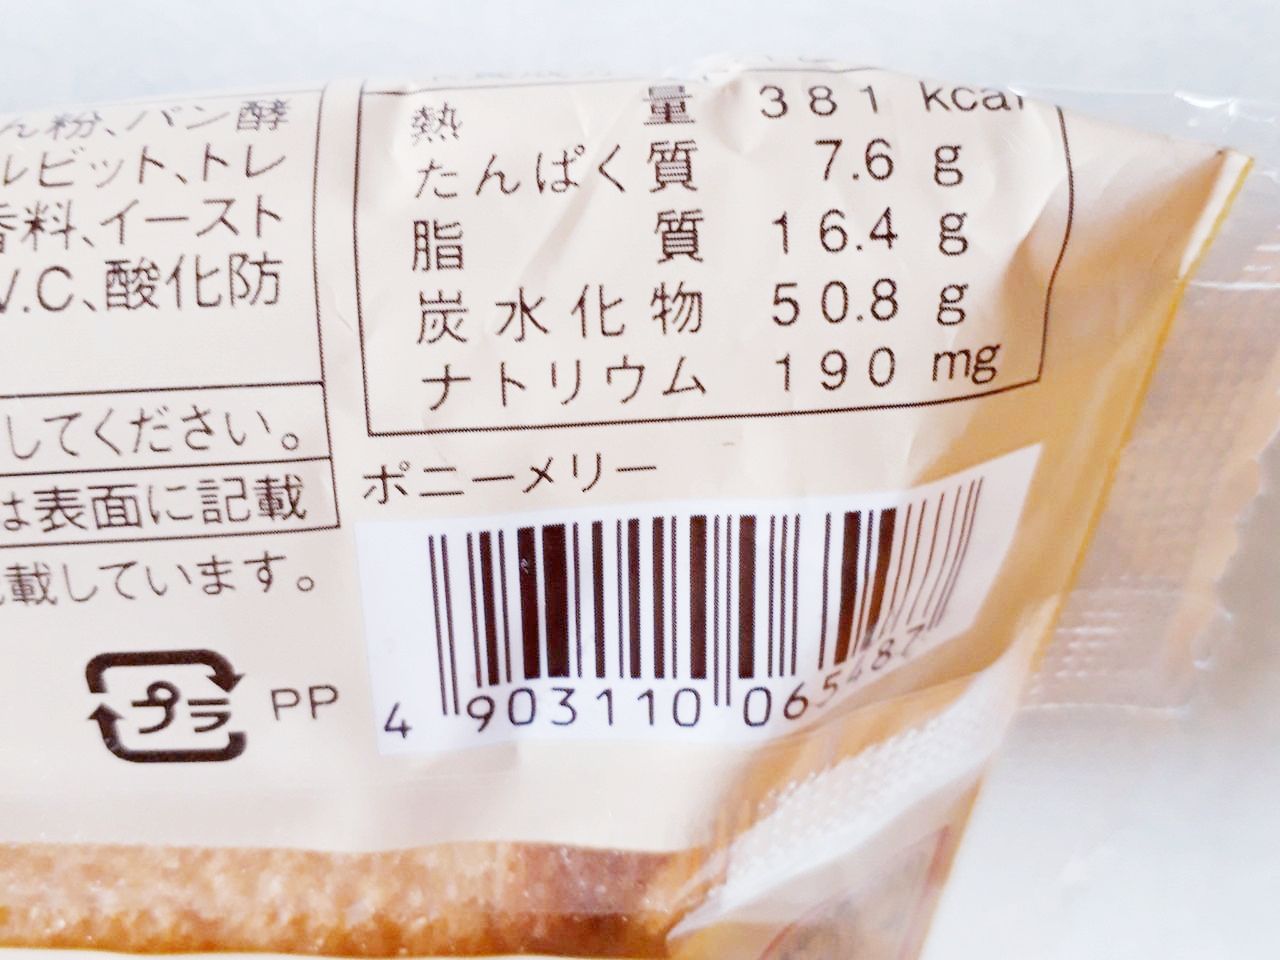 ん粉、パン酵
ルビット、トレ
香料、イースト
V.C、酸化防
してください。
は表面に記載
載しています。
プラ PP
熱量 381 kcal
たんぱく質 7.6 g
脂質 16.4 g
炭水化物 50.8 g
ナトリウム 190 mg
ポニーメリー
4 903110 065487